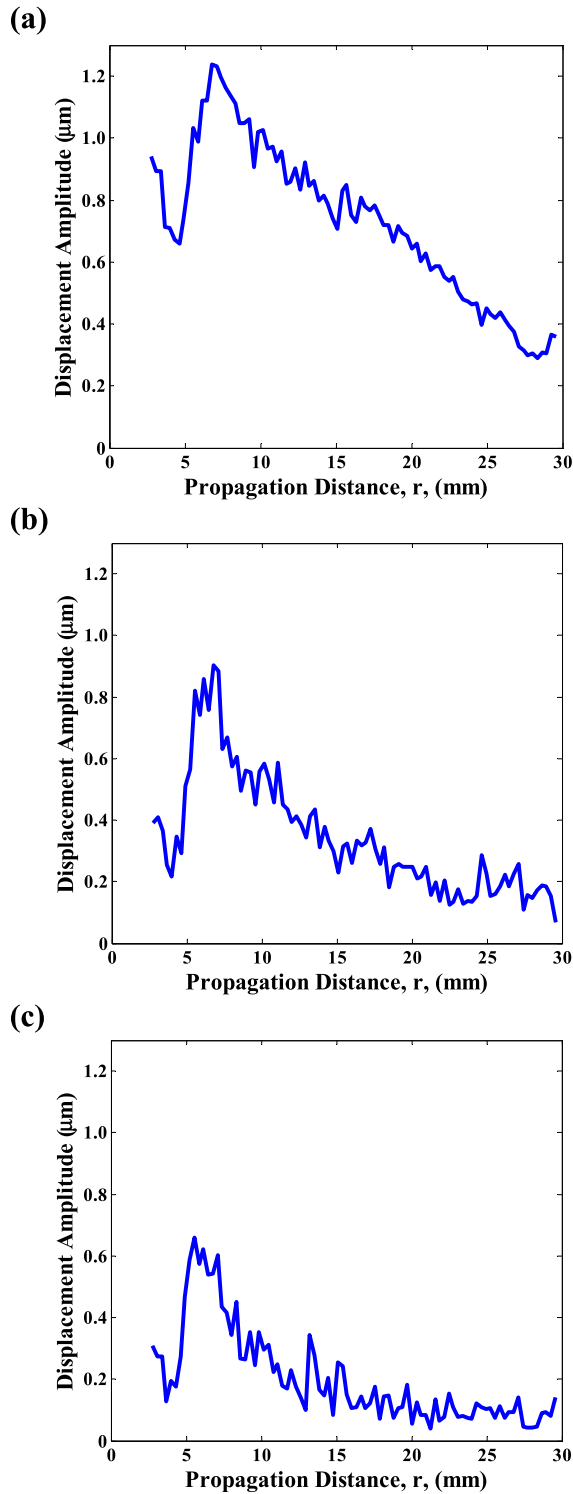 (a)
Displacement Amplitude (μm)
1.2
1.0
0.8
0.6
0.4
0.2
0
0 5 10 15 20 25 30
Propagation Distance, r, (mm)
(b)
Displacement Amplitude (μm)
1.2
1.0
0.8
0.6
0.4
0.2
0
0 5 10 15 20 25 30
Propagation Distance, r, (mm)
(c)
Displacement Amplitude (μm)
1.2
1.0
0.8
0.6
0.4
0.2
0
0 5 10 15 20 25 30
Propagation Distance, r, (mm)